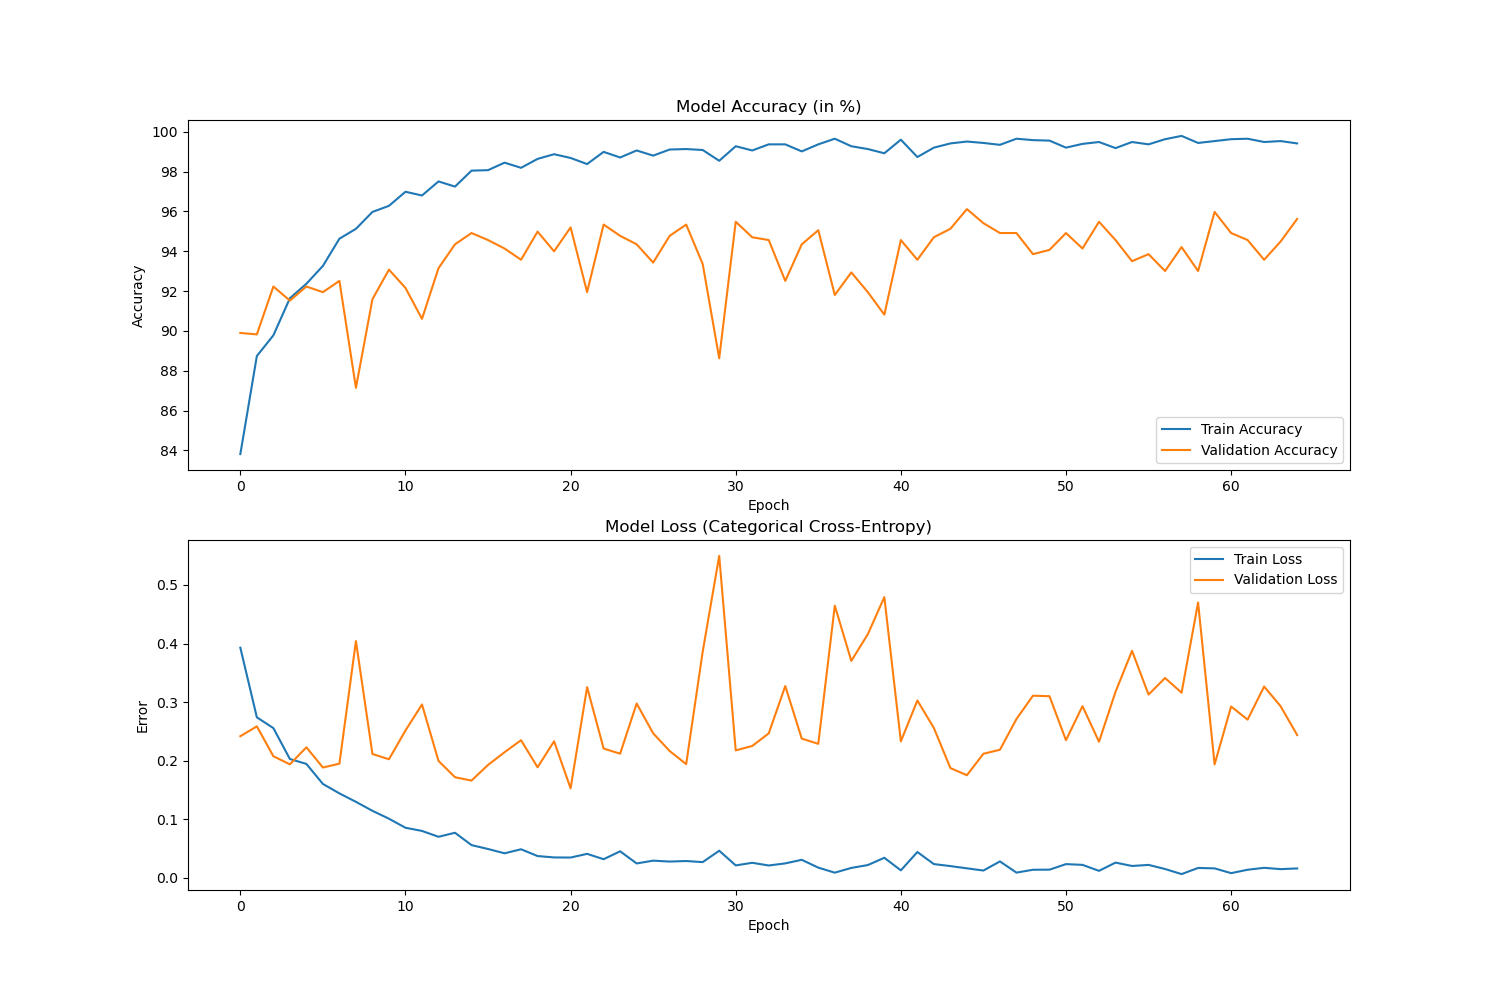 Model Accuracy (in %)
100
98
96
94
92
90
88
86
84
Accuracy
Train Accuracy
Validation Accuracy
0 10 20 30 40 50 60
Epoch
Model Loss (Categorical Cross-Entropy)
Train Loss
Validation Loss
0.5
0.4
0.3
0.2
0.1
0.0
Error
0 10 20 30 40 50 60
Epoch